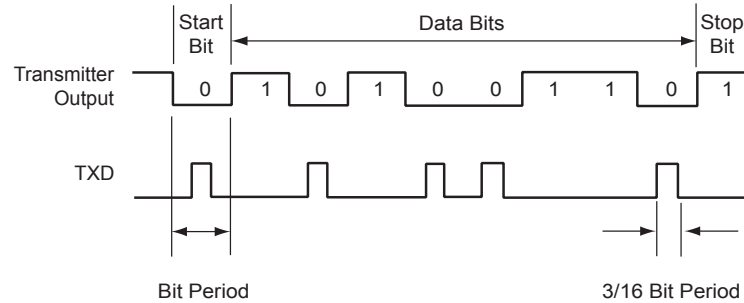 Start Bit
Data Bits
Stop Bit
Transmitter Output
0 1 0 1 0 0 1 1 0 1
TXD
Bit Period
3/16 Bit Period